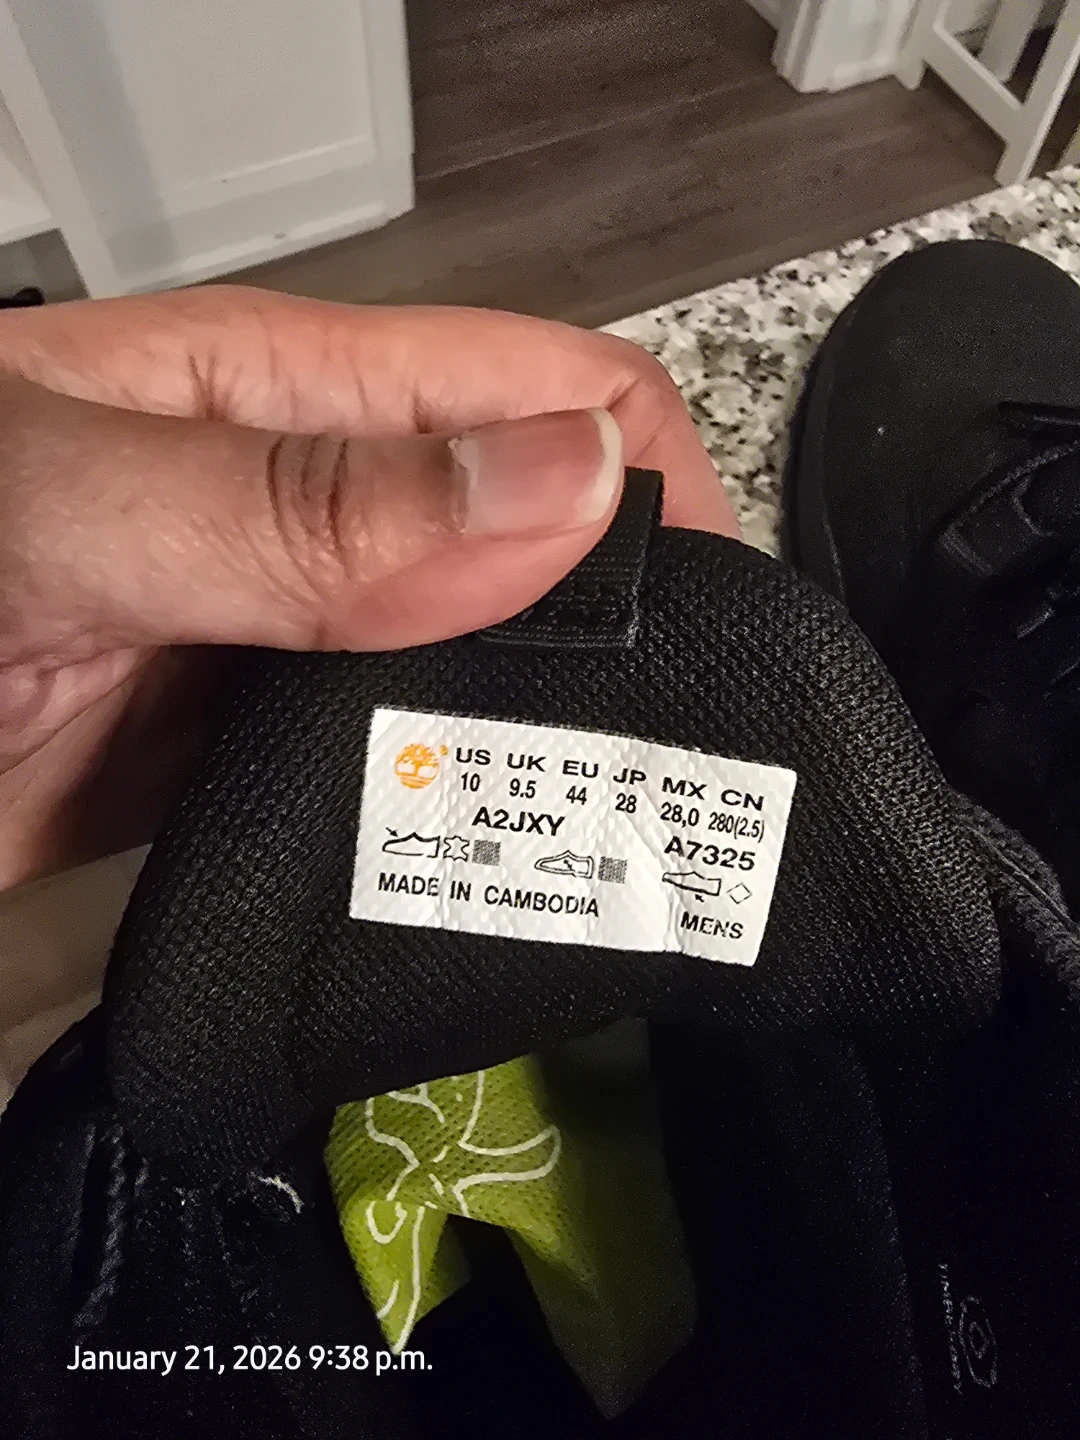 US UK EU JP MX CN
10 9.5 44 28 28,0 280(2.5)
A2JXY A7325
MADE IN CAMBODIA MENS
January 21, 2026 9:38 p.m.